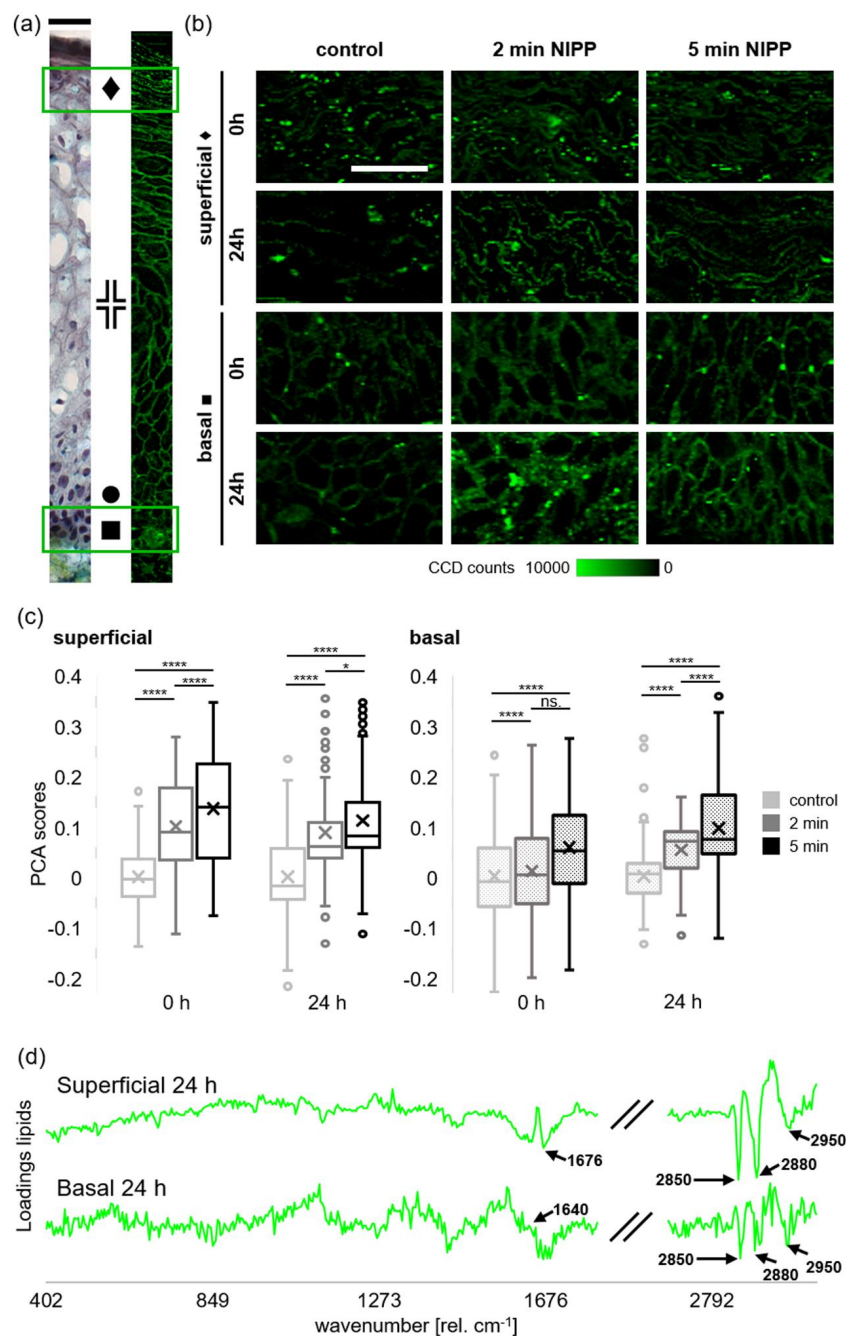 (a)
(b)
control 2 min NIPP 5 min NIPP
superficial ♦
0h
24h
basal ■
0h
24h
CCD counts 10000 0
(c)
superficial
basal
PCA scores
0.4
0.3
0.2
0.1
0
-0.1
-0.2
****
****
****
0 h
****
****
*
24 h
0.4
0.3
0.2
0.1
0
-0.1
-0.2
****
****
ns.
0 h
****
****
****
24 h
control
2 min
5 min
(d)
Loadings lipids
Superficial 24 h
1676
2850
2880
2950
Basal 24 h
1640
2850
2880
2950
402 849 1273 1676 2792
wavenumber [rel. cm⁻¹]